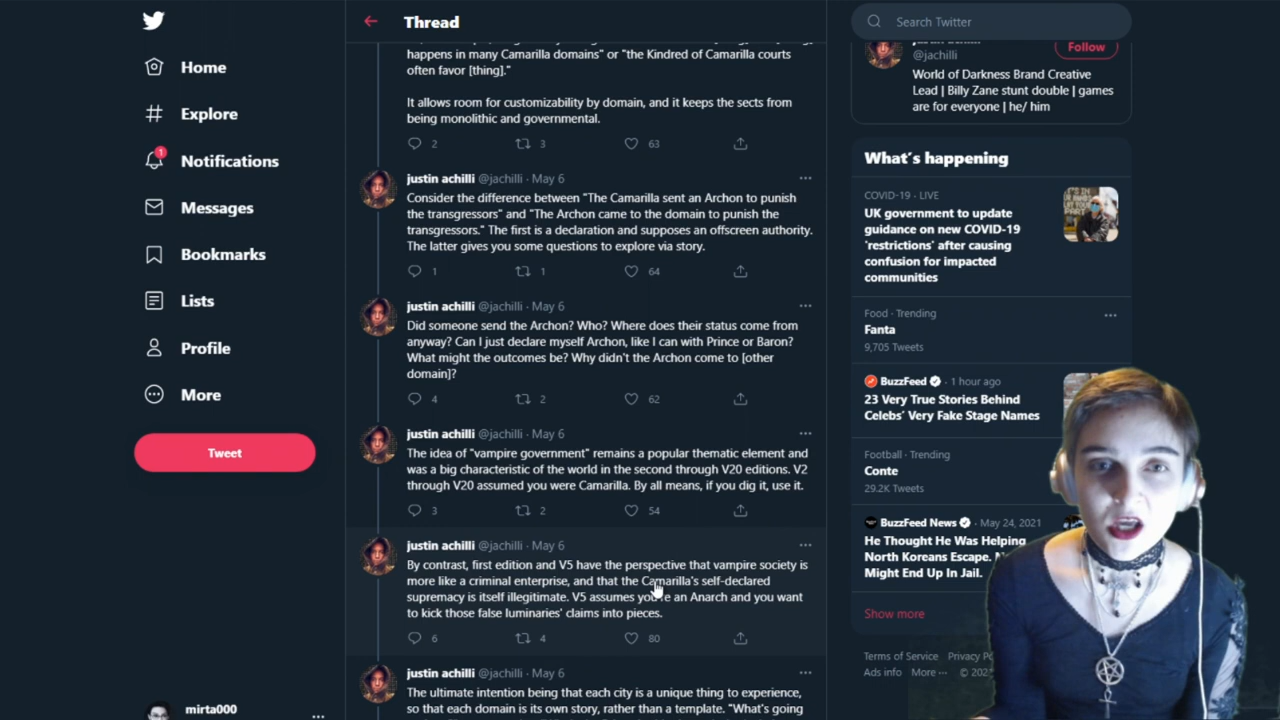 Home
Explore
Notifications
1
Messages
Bookmarks
Lists
Profile
More
Tweet
mirta000
Thread
happens in many Camarilla domains" or "the Kindred of Camarilla courts
often favor [thing]."
It allows room for customizability by domain, and it keeps the sects from
being monolithic and governmental.
2 3 63
justin achilli @jachilli · May 6
Consider the difference between "The Camarilla sent an Archon to punish
the transgressors" and "The Archon came to the domain to punish the
transgressors." The first is a declaration and supposes an offscreen authority.
The latter gives you some questions to explore via story.
1 1 64
justin achilli @jachilli · May 6
Did someone send the Archon? Who? Where does their status come from
anyway? Can I just declare myself Archon, like I can with Prince or Baron?
What might the outcomes be? Why didn't the Archon come to [other
domain]?
4 2 62
justin achilli @jachilli · May 6
The idea of "vampire government" remains a popular thematic element and
was a big characteristic of the world in the second through V20 editions. V2
through V20 assumed you were Camarilla. By all means, if you dig it, use it.
3 2 54
justin achilli @jachilli · May 6
By contrast, first edition and V5 have the perspective that vampire society is
more like a criminal enterprise, and that the Camarilla's self-declared
supremacy is itself illegitimate. V5 assumes you're an Anarch and you want
to kick those false luminaries' claims into pieces.
6 4 80
justin achilli @jachilli · May 6
The ultimate intention being that each city is a unique thing to experience,
so that each domain is its own story, rather than a template. "What's going
Search Twitter
justin achilli
@jachilli
Follow
World of Darkness Brand Creative
Lead | Billy Zane stunt double | games
are for everyone | he/ him
What's happening
COVID-19 · LIVE
UK government to update
guidance on new COVID-19
'restrictions' after causing
confusion for impacted
communities
Food · Trending
Fanta
9,705 Tweets
BuzzFeed · 1 hour ago
23 Very True Stories Behind
Celebs' Very Fake Stage Names
Football · Trending
Conte
29.2K Tweets
BuzzFeed News · May 24, 2021
He Thought He Was Helping
North Koreans Escape.
Might End Up In Jail.
Show more
Terms of Service Privacy
Ads info More ···